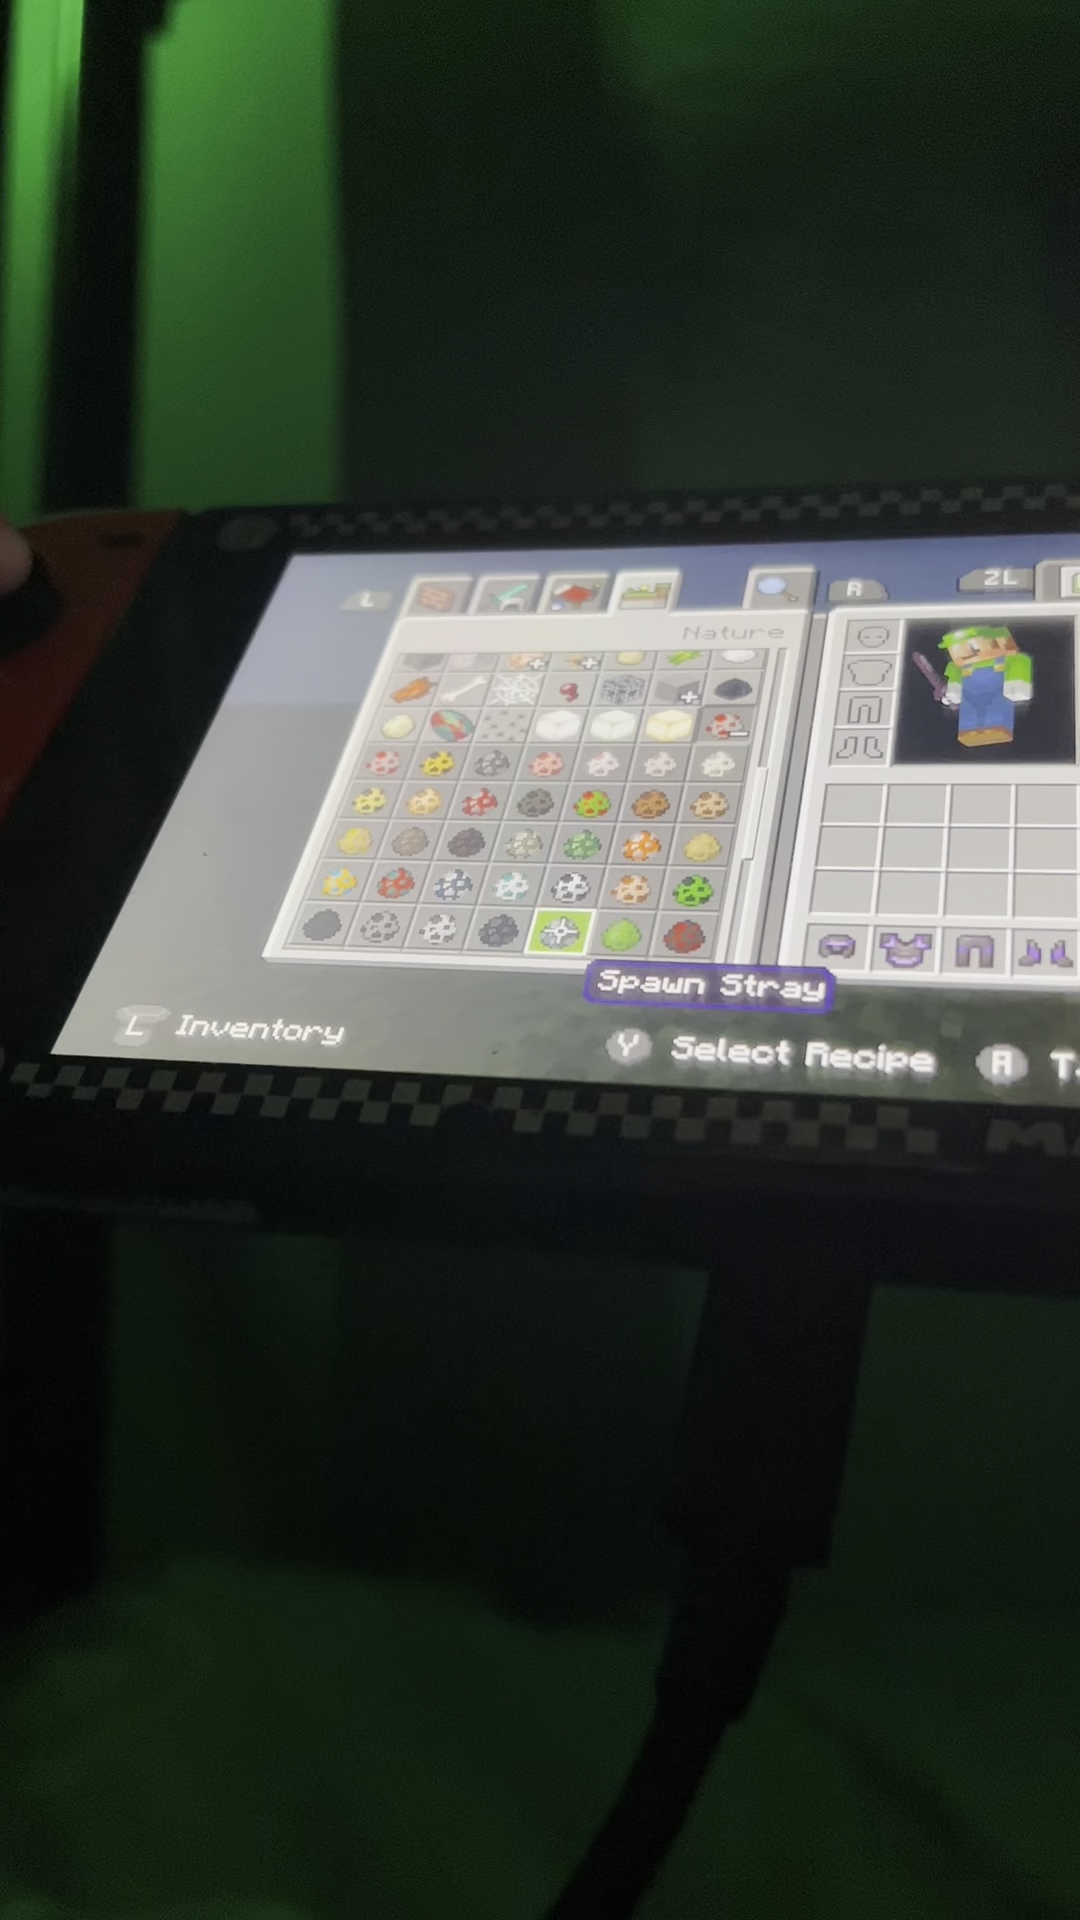 L
R
ZL
Nature
Spawn Stray
L Inventory
Y Select Recipe
A